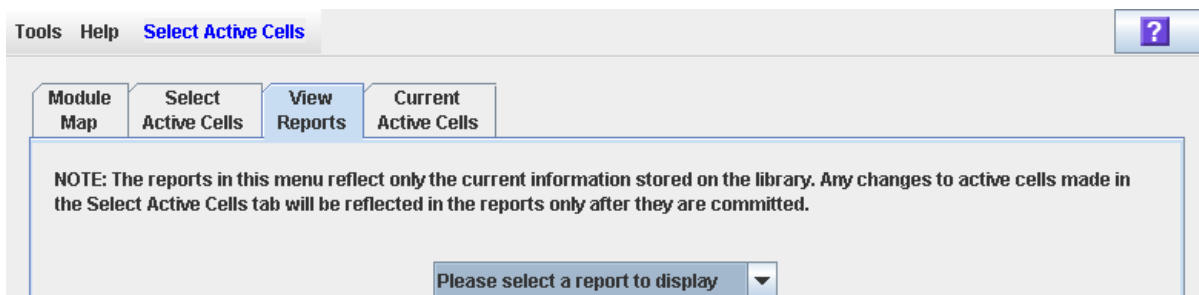 Tools Help Select Active Cells ?
Module Map
Select Active Cells
View Reports
Current Active Cells
NOTE: The reports in this menu reflect only the current information stored on the library. Any changes to active cells made in
the Select Active Cells tab will be reflected in the reports only after they are committed.
Please select a report to display